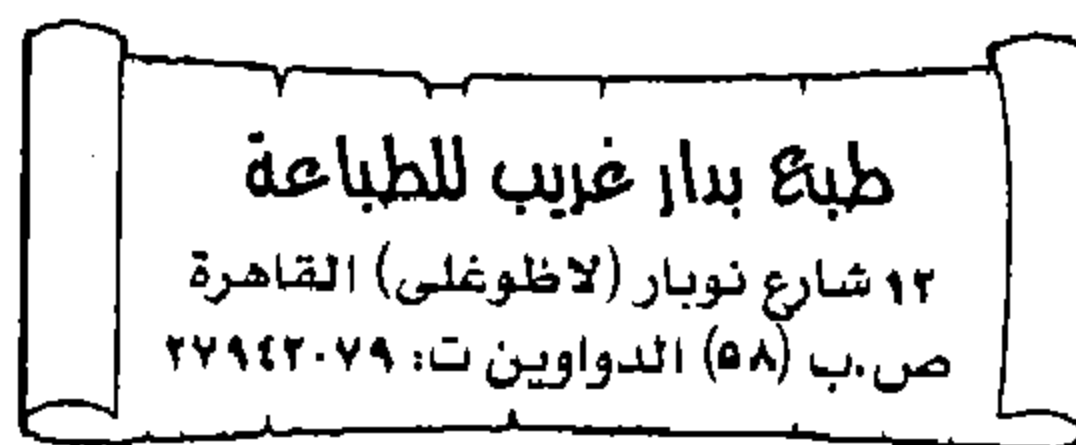 طبع بدار غريب للطباعة
١٢ شارع نوبار (لاظوغلى) القاهرة
ص.ب (٥٨) الدواوين ت: ٢٧٩٤٢٠٧٩